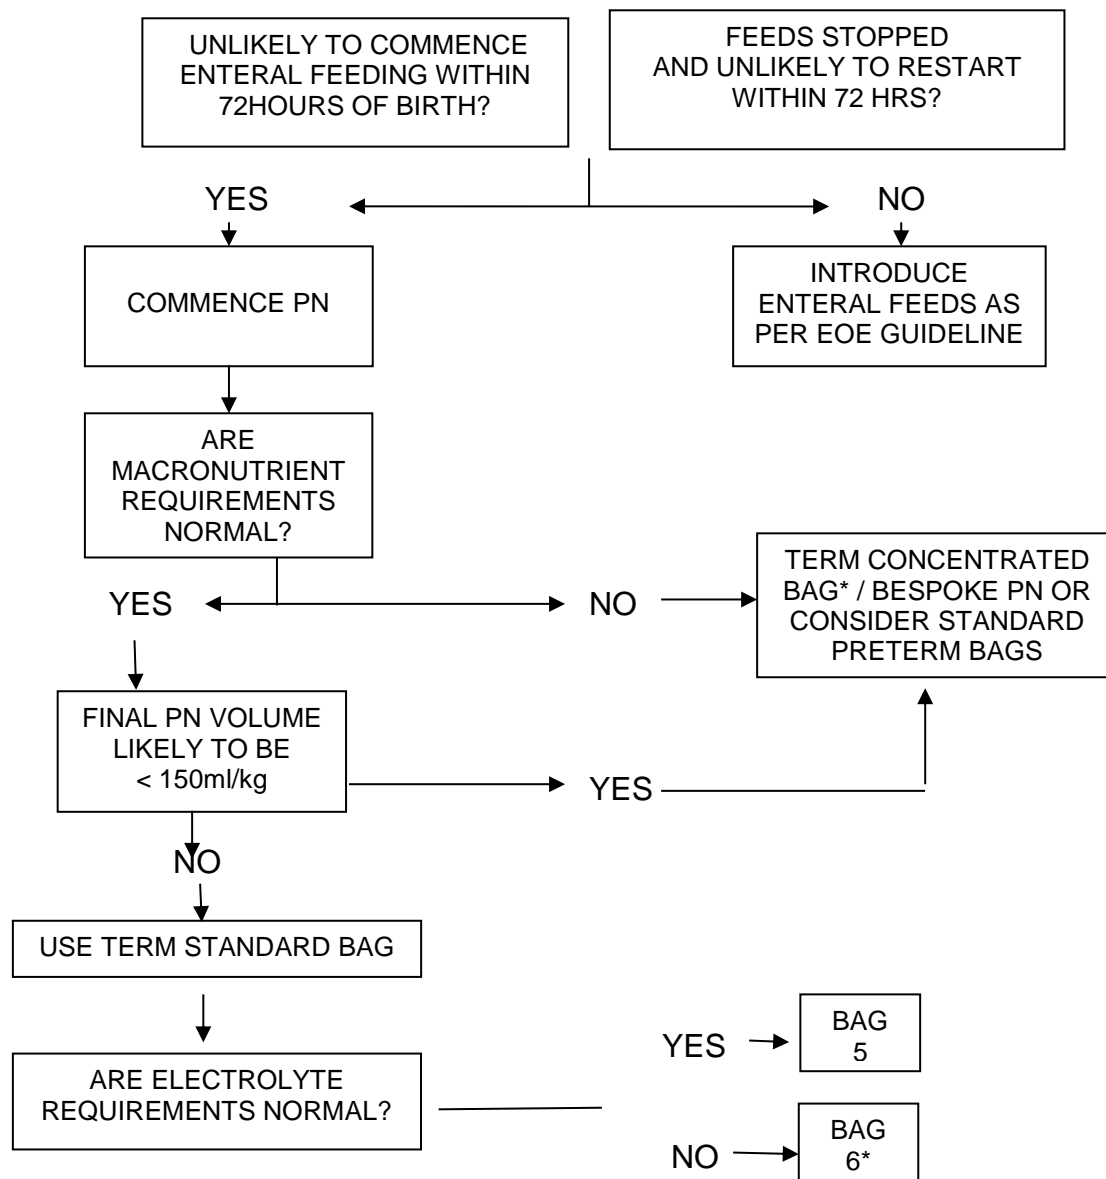 UNLIKELY TO COMMENCE
ENTERAL FEEDING WITHIN
72HOURS OF BIRTH?
FEEDS STOPPED
AND UNLIKELY TO RESTART
WITHIN 72 HRS?
YES
NO
COMMENCE PN
INTRODUCE
ENTERAL FEEDS AS
PER EOE GUIDELINE
ARE
MACRONUTRIENT
REQUIREMENTS
NORMAL?
YES
NO
TERM CONCENTRATED
BAG* / BESPOKE PN OR
CONSIDER STANDARD
PRETERM BAGS
FINAL PN VOLUME
LIKELY TO BE
< 150ml/kg
YES
NO
USE TERM STANDARD BAG
ARE ELECTROLYTE
REQUIREMENTS NORMAL?
YES
BAG
5
NO
BAG
6*